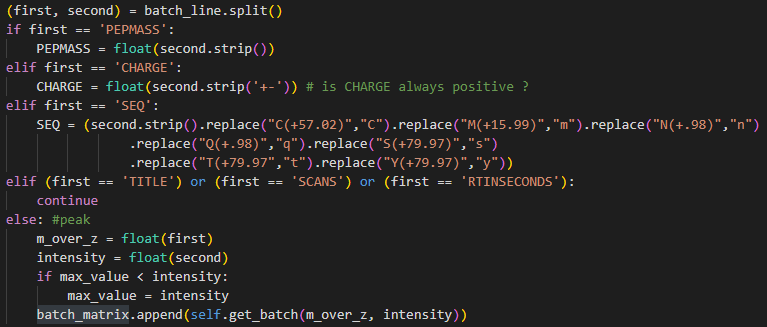 (first, second) = batch_line.split()
if first == 'PEPMASS':
    PEPMASS = float(second.strip())
elif first == 'CHARGE':
    CHARGE = float(second.strip('+-')) # is CHARGE always positive ?
elif first == 'SEQ':
    SEQ = (second.strip().replace("C(+57.02)","C").replace("M(+15.99)","m").replace("N(+.98)","n")
                .replace("Q(+.98)","q").replace("S(+79.97)","s")
                .replace("T(+79.97","t").replace("Y(+79.97)","y"))
elif (first == 'TITLE') or (first == 'SCANS') or (first == 'RTINSECONDS'):
    continue
else: #peak
    m_over_z = float(first)
    intensity = float(second)
    if max_value < intensity:
        max_value = intensity
    batch_matrix.append(self.get_batch(m_over_z, intensity))